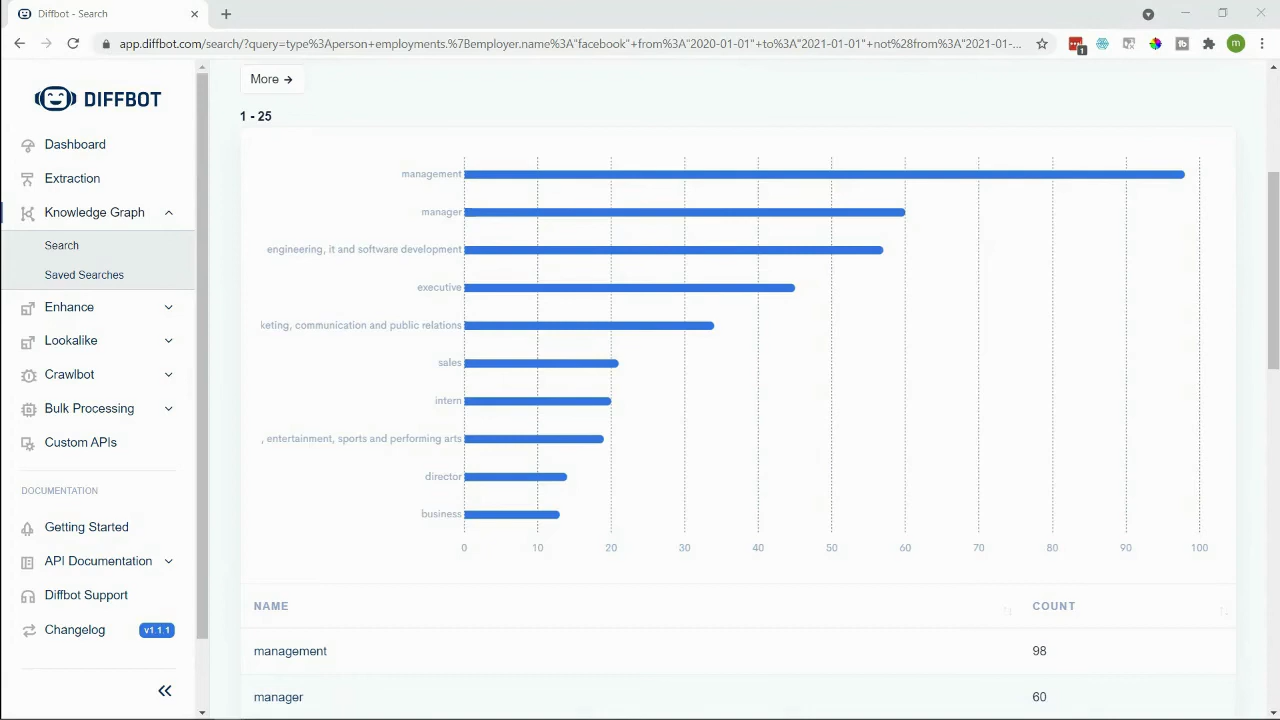 Diffbot - Search
app.diffbot.com/search/?query=type%3Aperson+employments.%7Bemployer.name%3A"facebook"+from%3A"2020-01-01"+to%3A"2021-01-01"+not%28from%3A"2021-01-...
1
m
DIFFBOT
Dashboard
Extraction
Knowledge Graph
Search
Saved Searches
Enhance
Lookalike
Crawlbot
Bulk Processing
Custom APIs
DOCUMENTATION
Getting Started
API Documentation
Diffbot Support
Changelog v1.1.1
More →
1 - 25
management
manager
engineering, it and software development
executive
keting, communication and public relations
sales
intern
, entertainment, sports and performing arts
director
business
0 10 20 30 40 50 60 70 80 90 100
NAME COUNT
management 98
manager 60